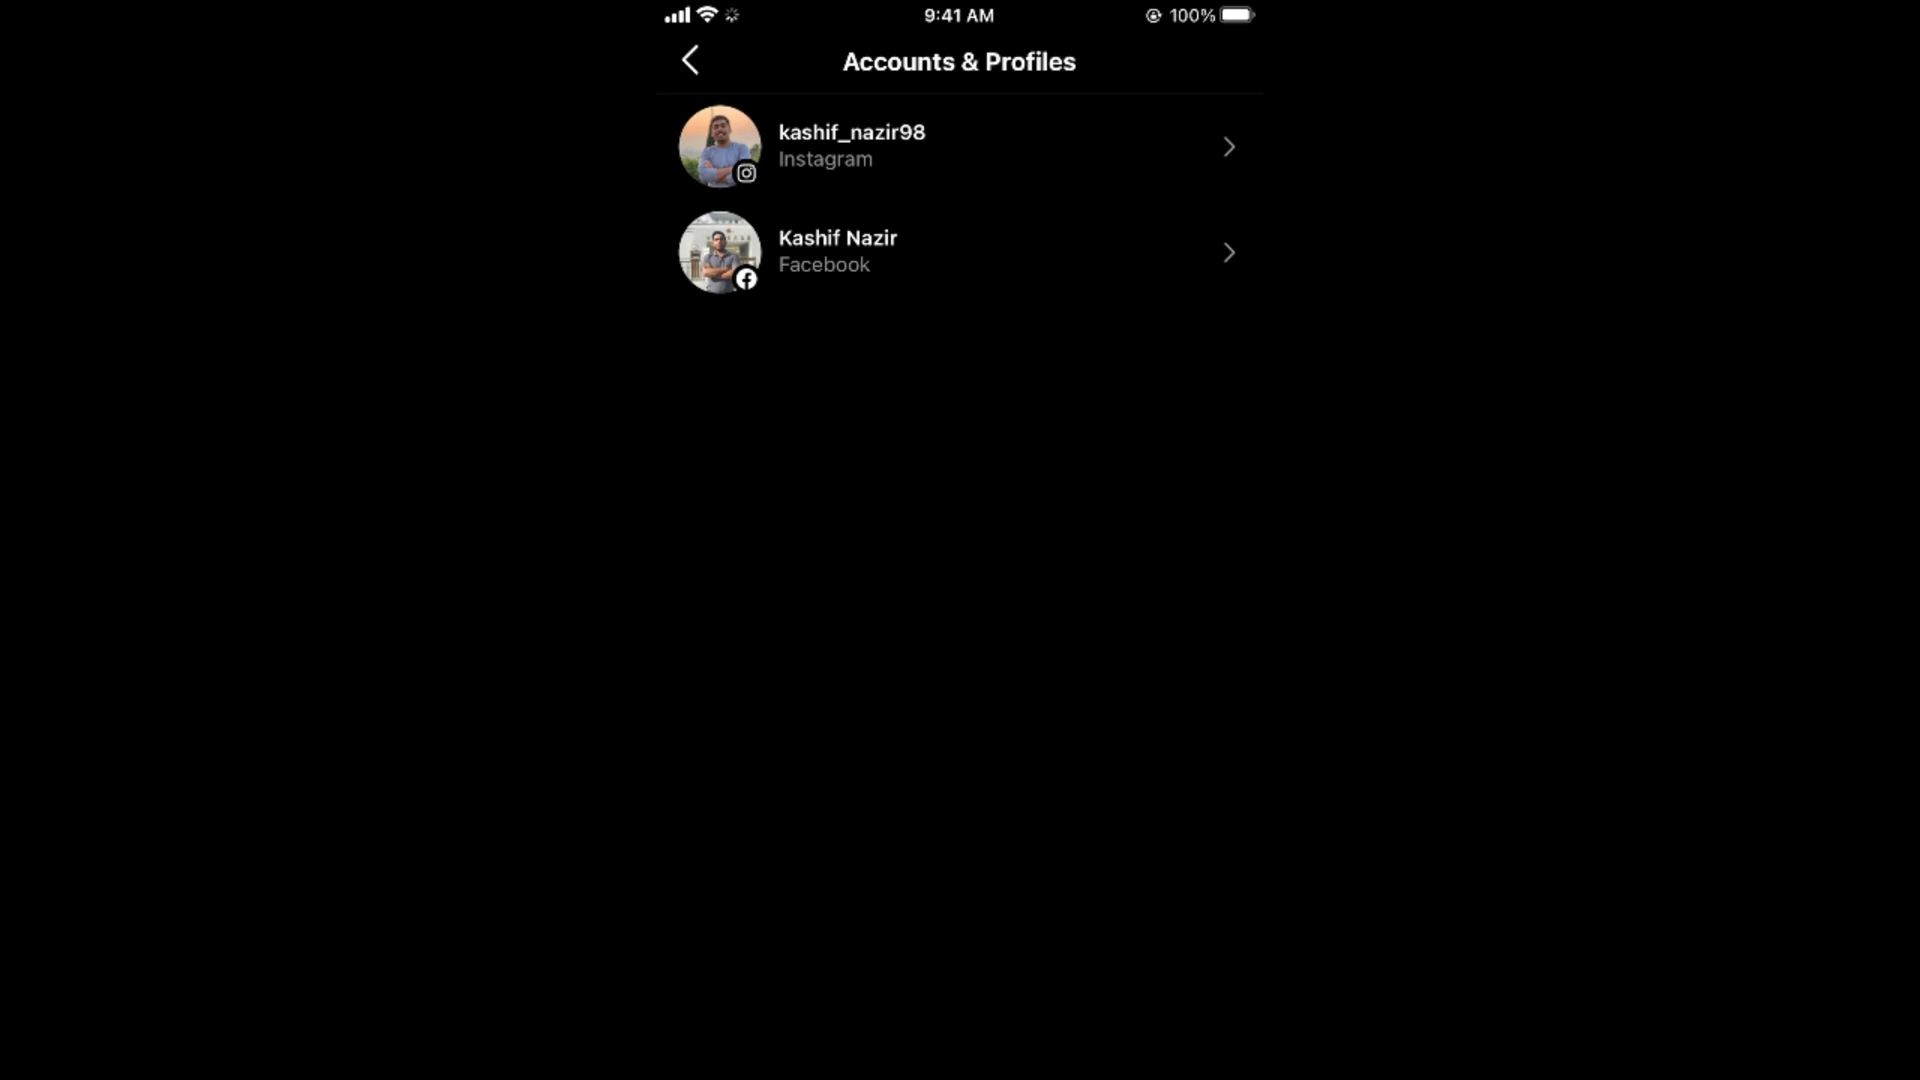 9:41 AM
100%
Accounts & Profiles
kashif_nazir98
Instagram
Kashif Nazir
Facebook